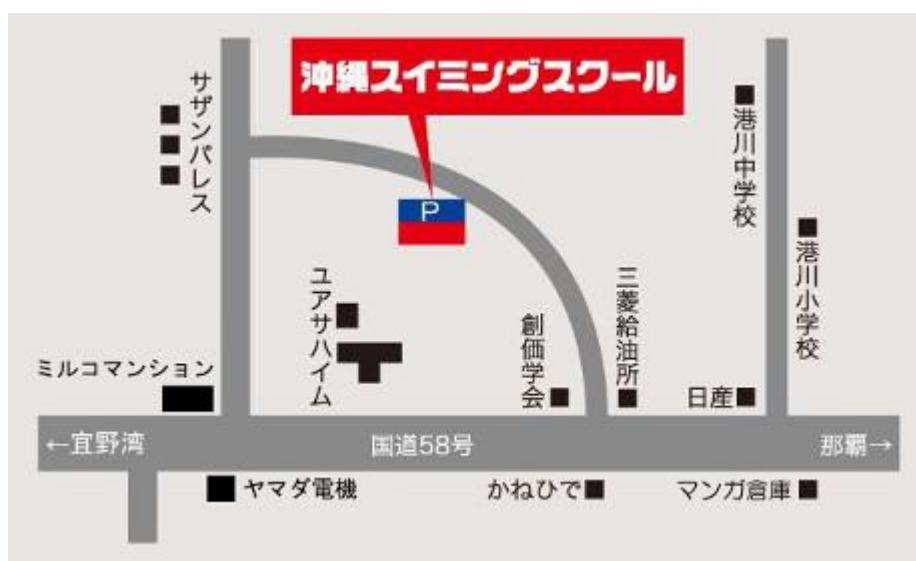 沖縄スイミングスクール
サザンパレス
P
港川中学校
港川小学校
ユアサハイム
創価学会
三菱給油所
ミルコマンション
日産
←宜野湾
国道58号
那覇→
ヤマダ電機
かねひで
マンガ倉庫